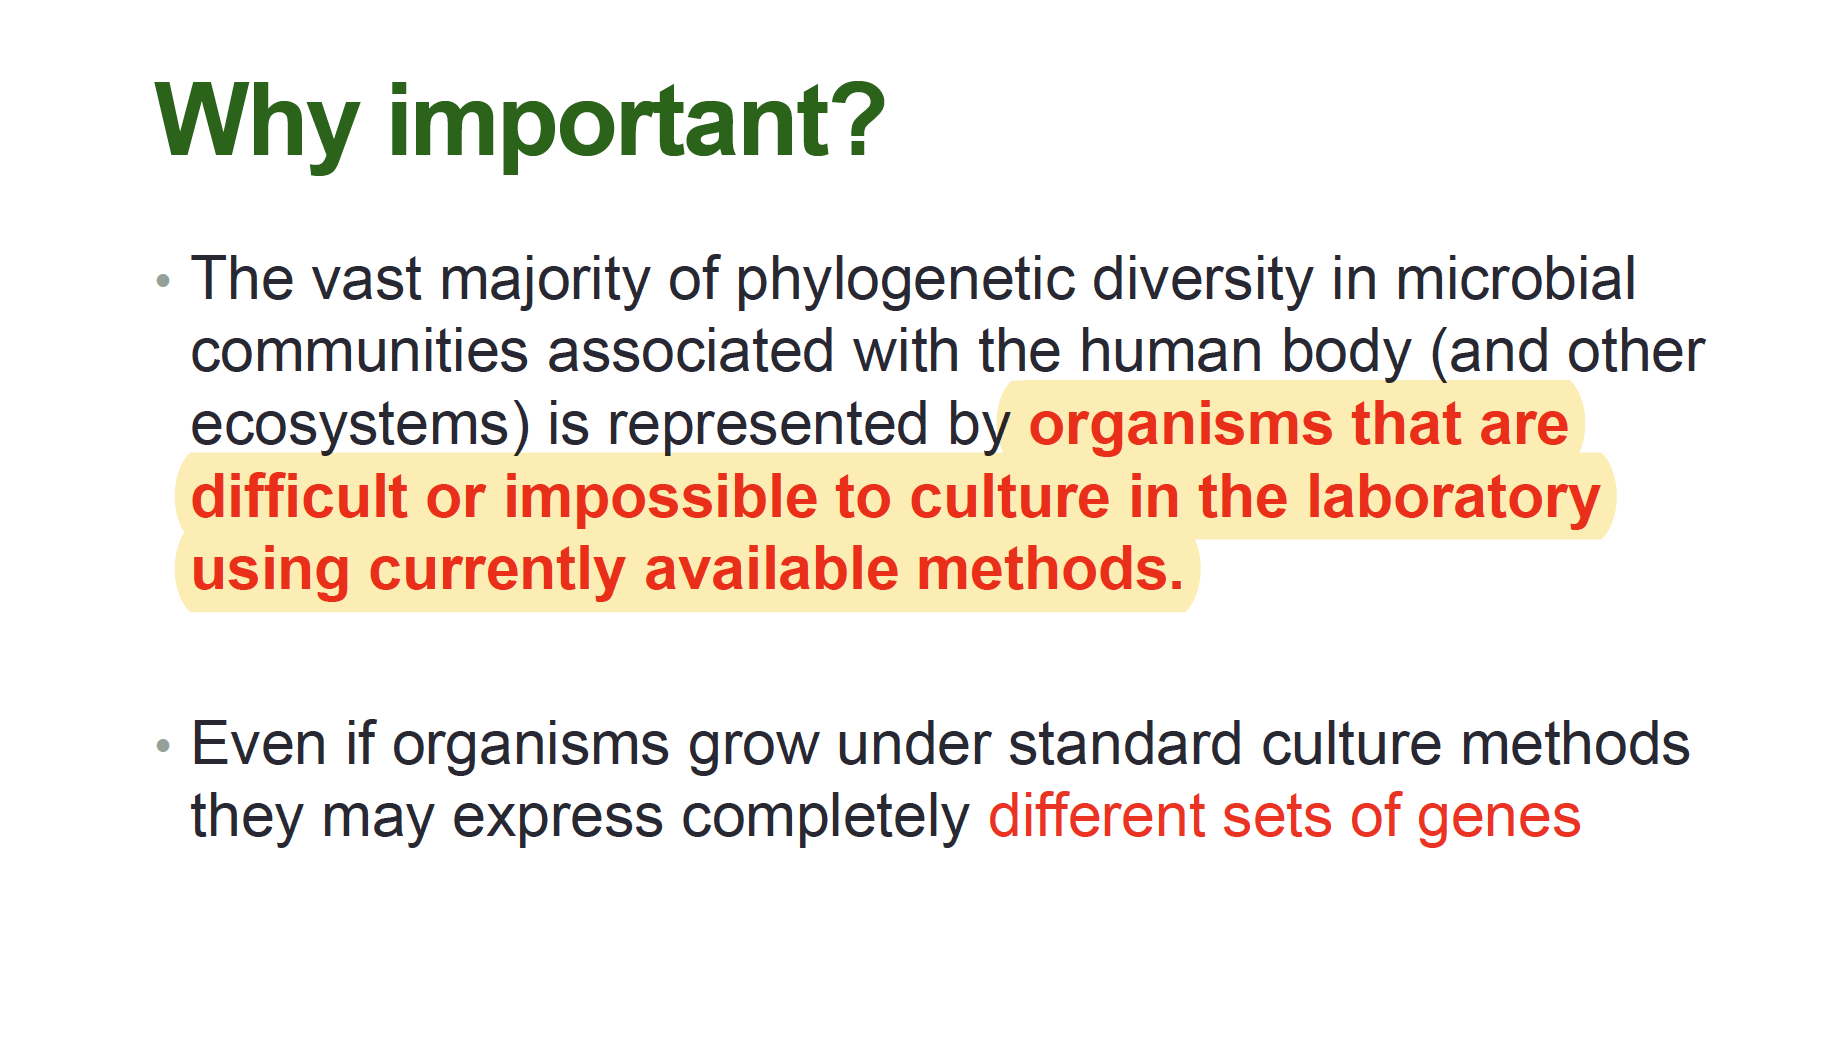 Why important?
• The vast majority of phylogenetic diversity in microbial
communities associated with the human body (and other
ecosystems) is represented by organisms that are
difficult or impossible to culture in the laboratory
using currently available methods.
• Even if organisms grow under standard culture methods
they may express completely different sets of genes